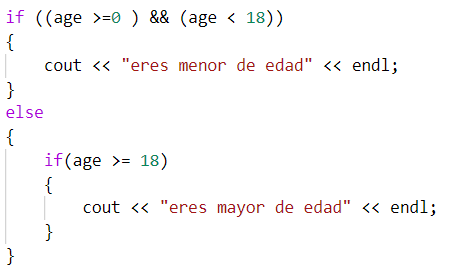 if ((age >=0 ) && (age < 18))
{
    cout << "eres menor de edad" << endl;
}
else
{
    if(age >= 18)
    {
        cout << "eres mayor de edad" << endl;
    }
}